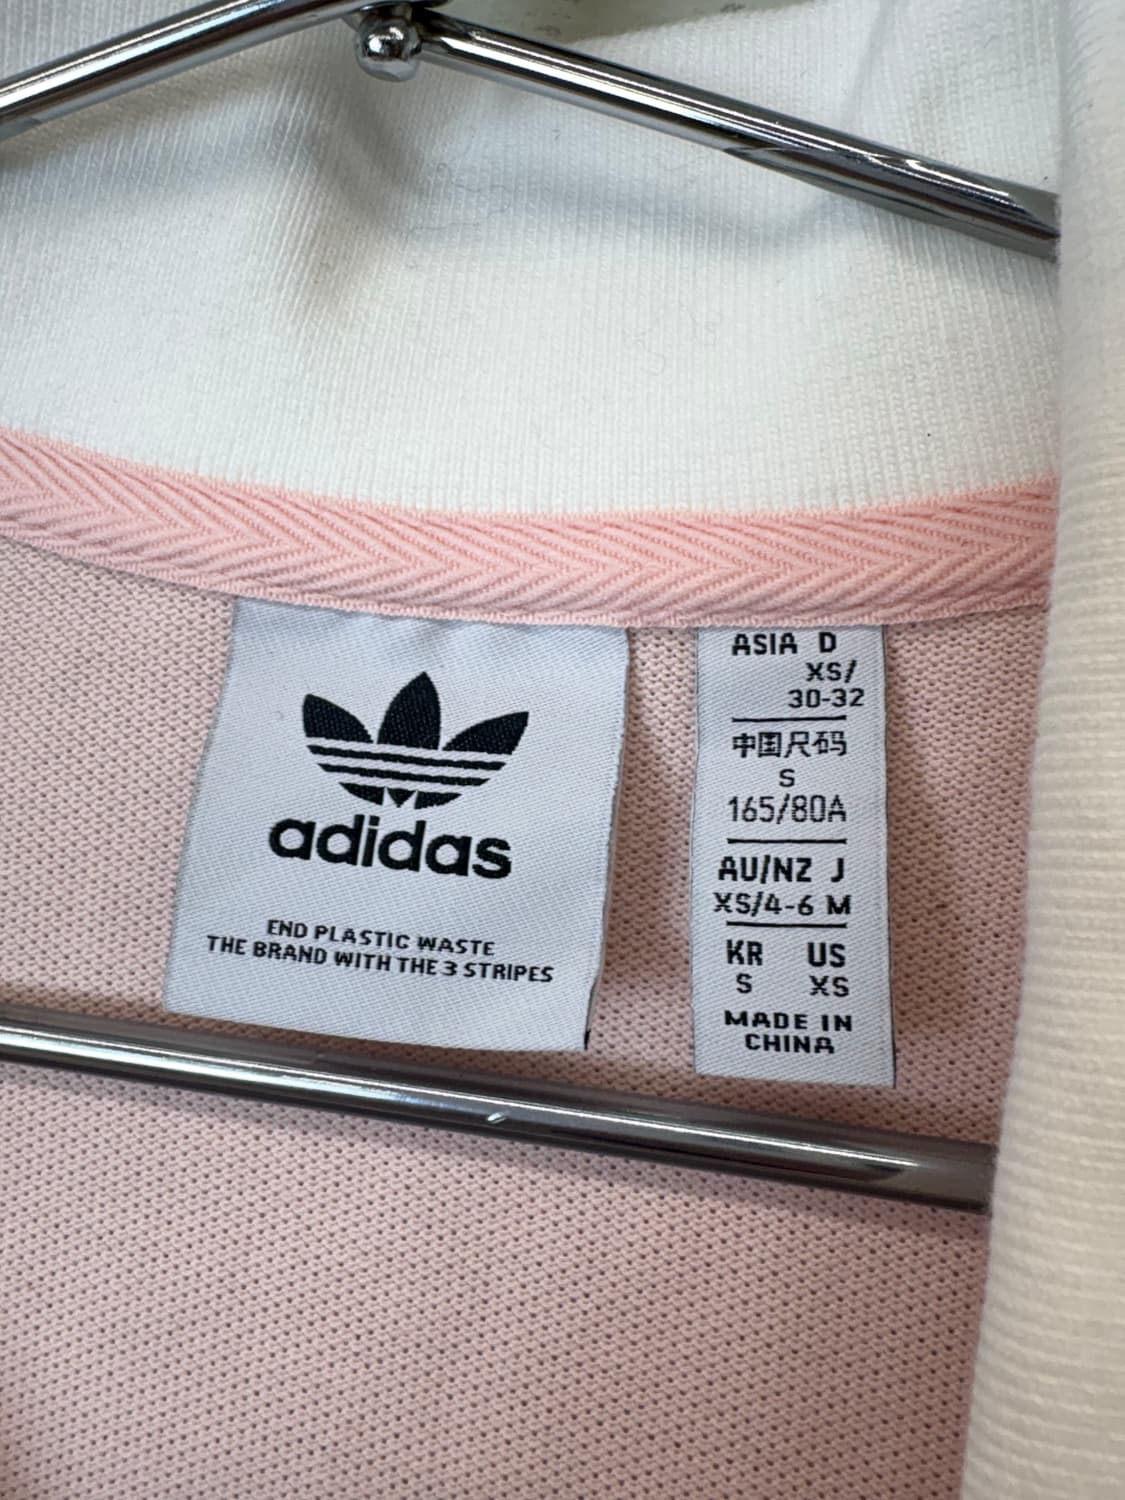 adidas
END PLASTIC WASTE
THE BRAND WITH THE 3 STRIPES
ASIA D
XS/
30-32
中国尺码
S
165/80A
AU/NZ J
XS/4-6 M
KR US
S XS
MADE IN
CHINA